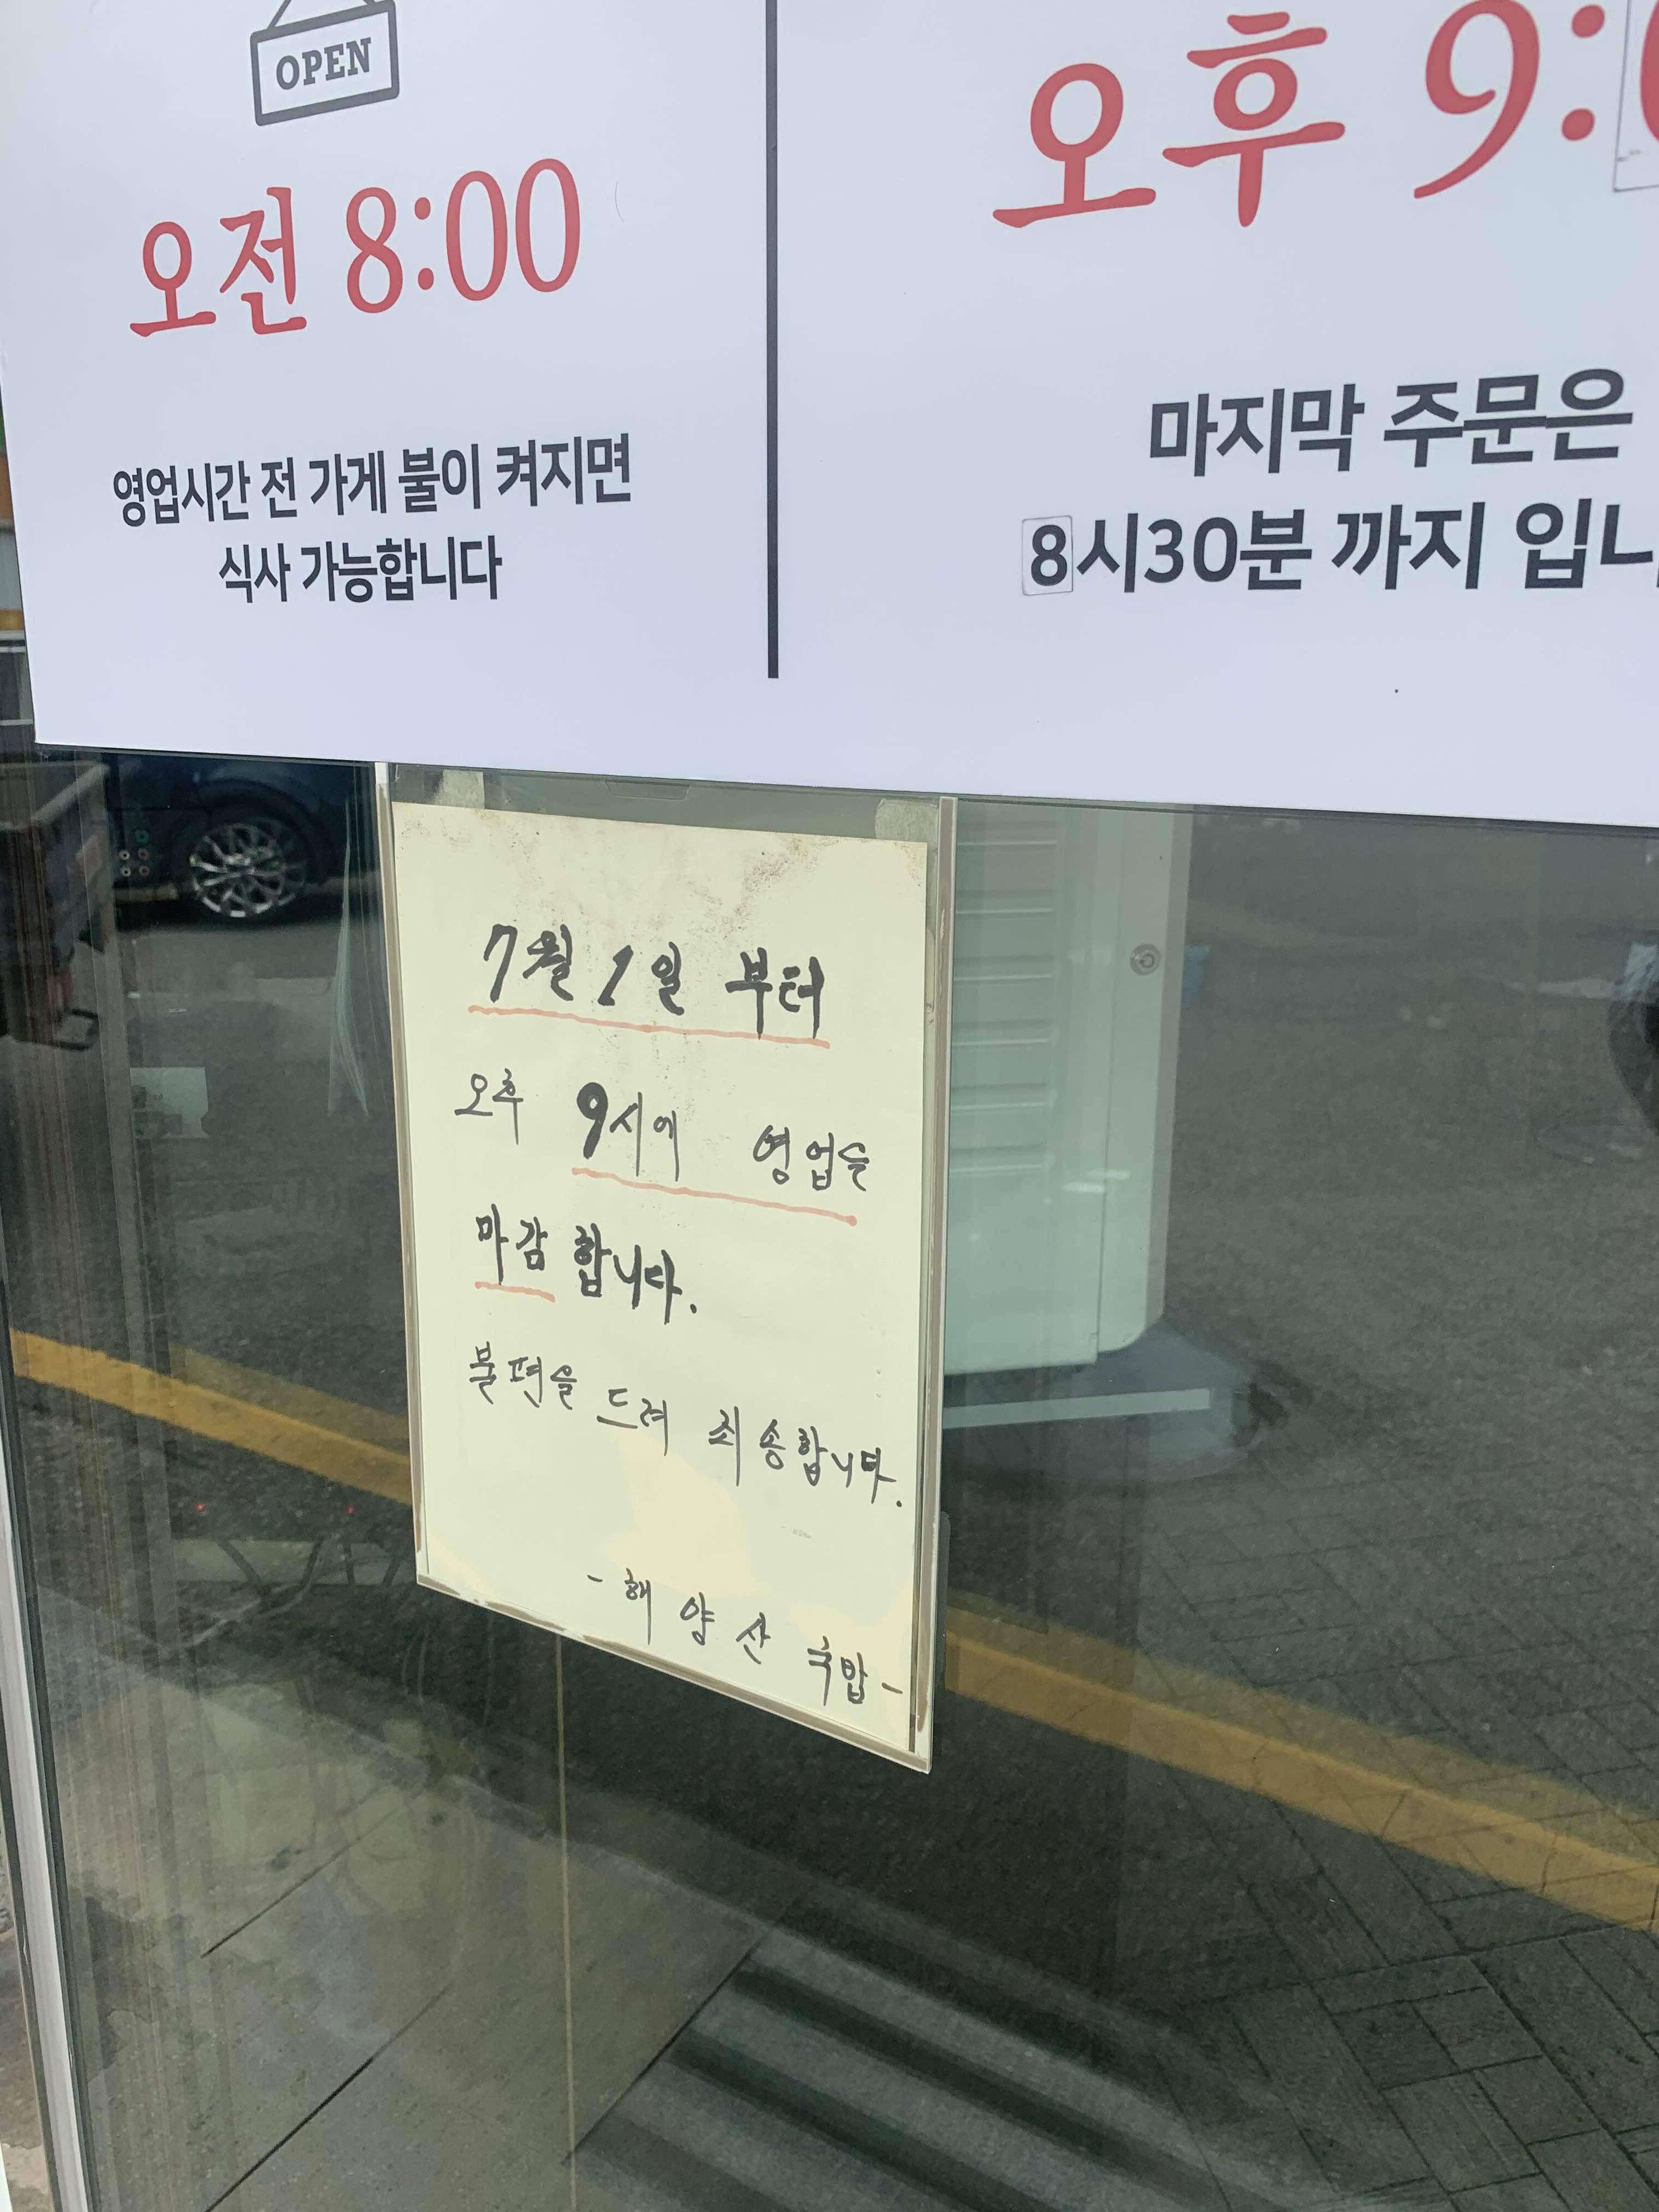 OPEN
오전 8:00
영업시간 전 가게 불이 켜지면
식사 가능합니다
오후 9:
마지막 주문은
8시30분 까지 입니
7월 1일 부터
오후 9시에 영업을
마감 합니다.
불편을 드려 죄송합니다.
- 해양산 국밥 -